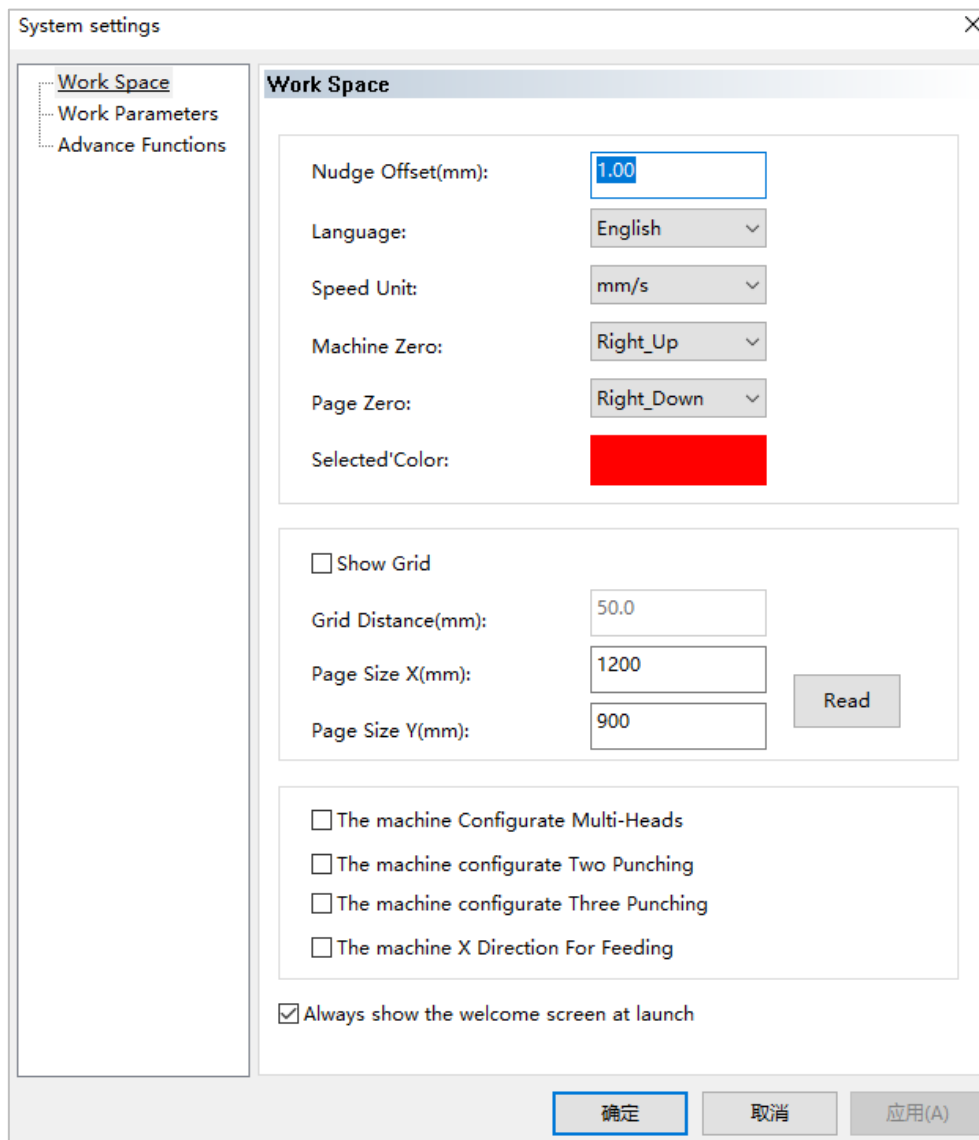 System settings
Work Space
Work Parameters
Advance Functions
Work Space
Nudge Offset(mm): 1.00
Language: English
Speed Unit: mm/s
Machine Zero: Right_Up
Page Zero: Right_Down
Selected'Color:
Show Grid
Grid Distance(mm): 50.0
Page Size X(mm): 1200
Read
Page Size Y(mm): 900
The machine Configurate Multi-Heads
The machine configurate Two Punching
The machine configurate Three Punching
The machine X Direction For Feeding
Always show the welcome screen at launch
确定 取消 应用(A)